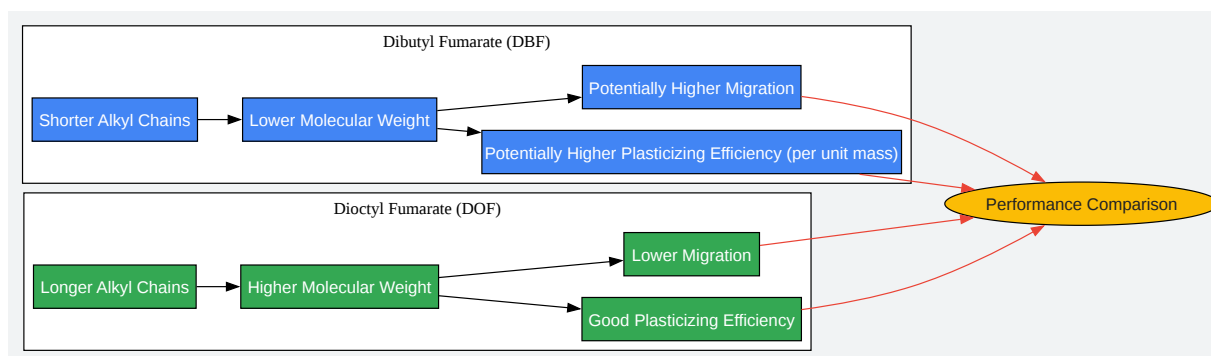 Dibutyl Fumarate (DBF)
Shorter Alkyl Chains
Lower Molecular Weight
Potentially Higher Migration
Potentially Higher Plasticizing Efficiency (per unit mass)
Dioctyl Fumarate (DOF)
Longer Alkyl Chains
Higher Molecular Weight
Lower Migration
Good Plasticizing Efficiency
Performance Comparison